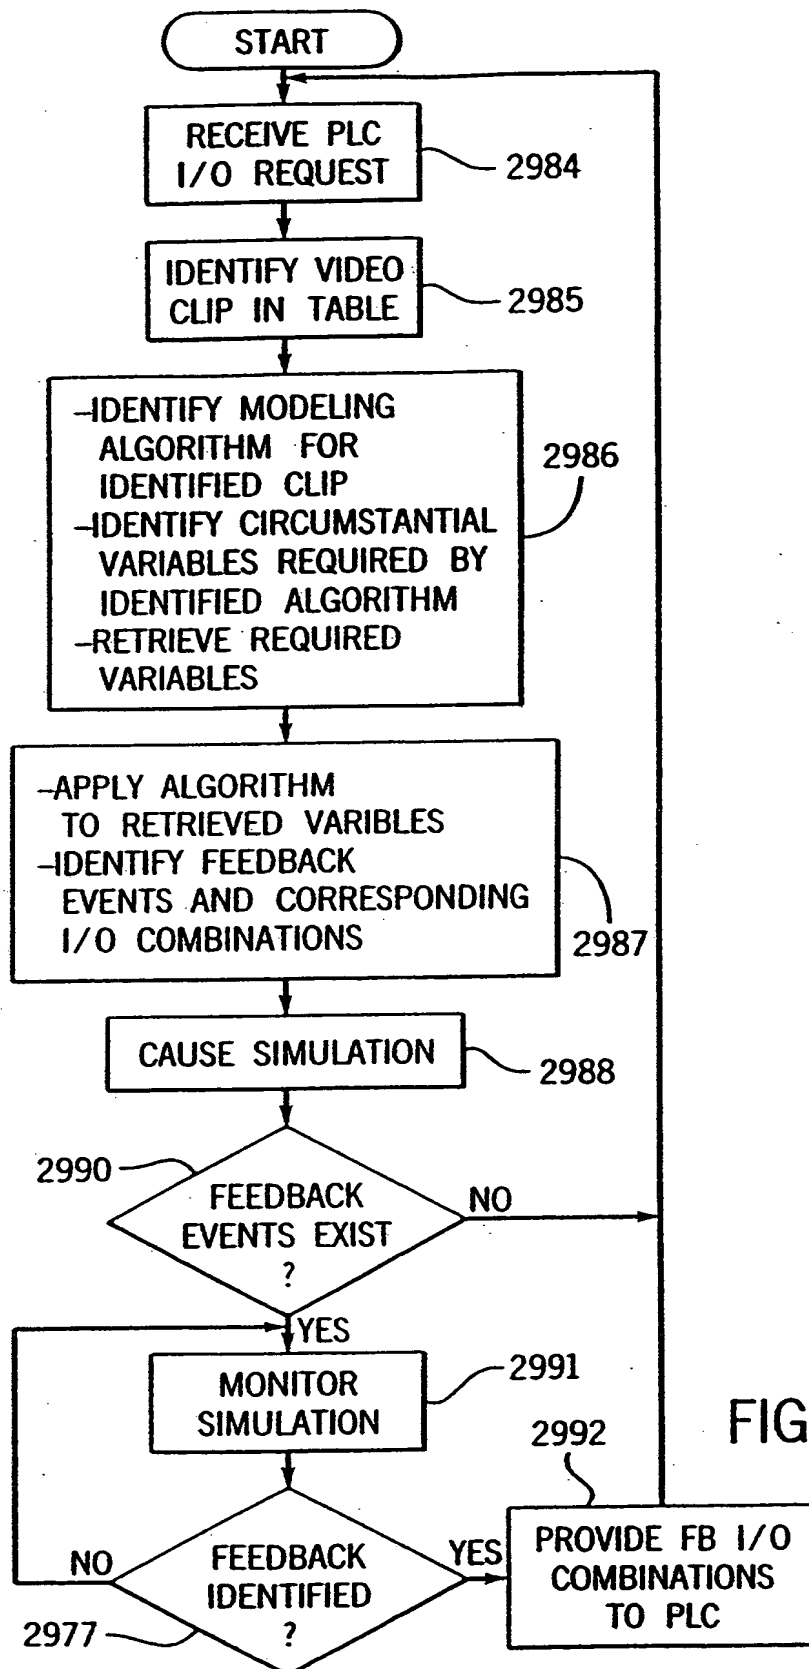 START
RECEIVE PLC
I/O REQUEST
2984
IDENTIFY VIDEO
CLIP IN TABLE
2985
-IDENTIFY MODELING
ALGORITHM FOR
IDENTIFIED CLIP
-IDENTIFY CIRCUMSTANTIAL
VARIABLES REQUIRED BY
IDENTIFIED ALGORITHM
-RETRIEVE REQUIRED
VARIABLES
2986
-APPLY ALGORITHM
TO RETRIEVED VARIBLES
-IDENTIFY FEEDBACK
EVENTS AND CORRESPONDING
I/O COMBINATIONS
2987
CAUSE SIMULATION
2988
2990
FEEDBACK
EVENTS EXIST
?
NO
YES
MONITOR
SIMULATION
2991
FIG
2992
NO
FEEDBACK
IDENTIFIED
?
YES
2977
PROVIDE FB I/O
COMBINATIONS
TO PLC